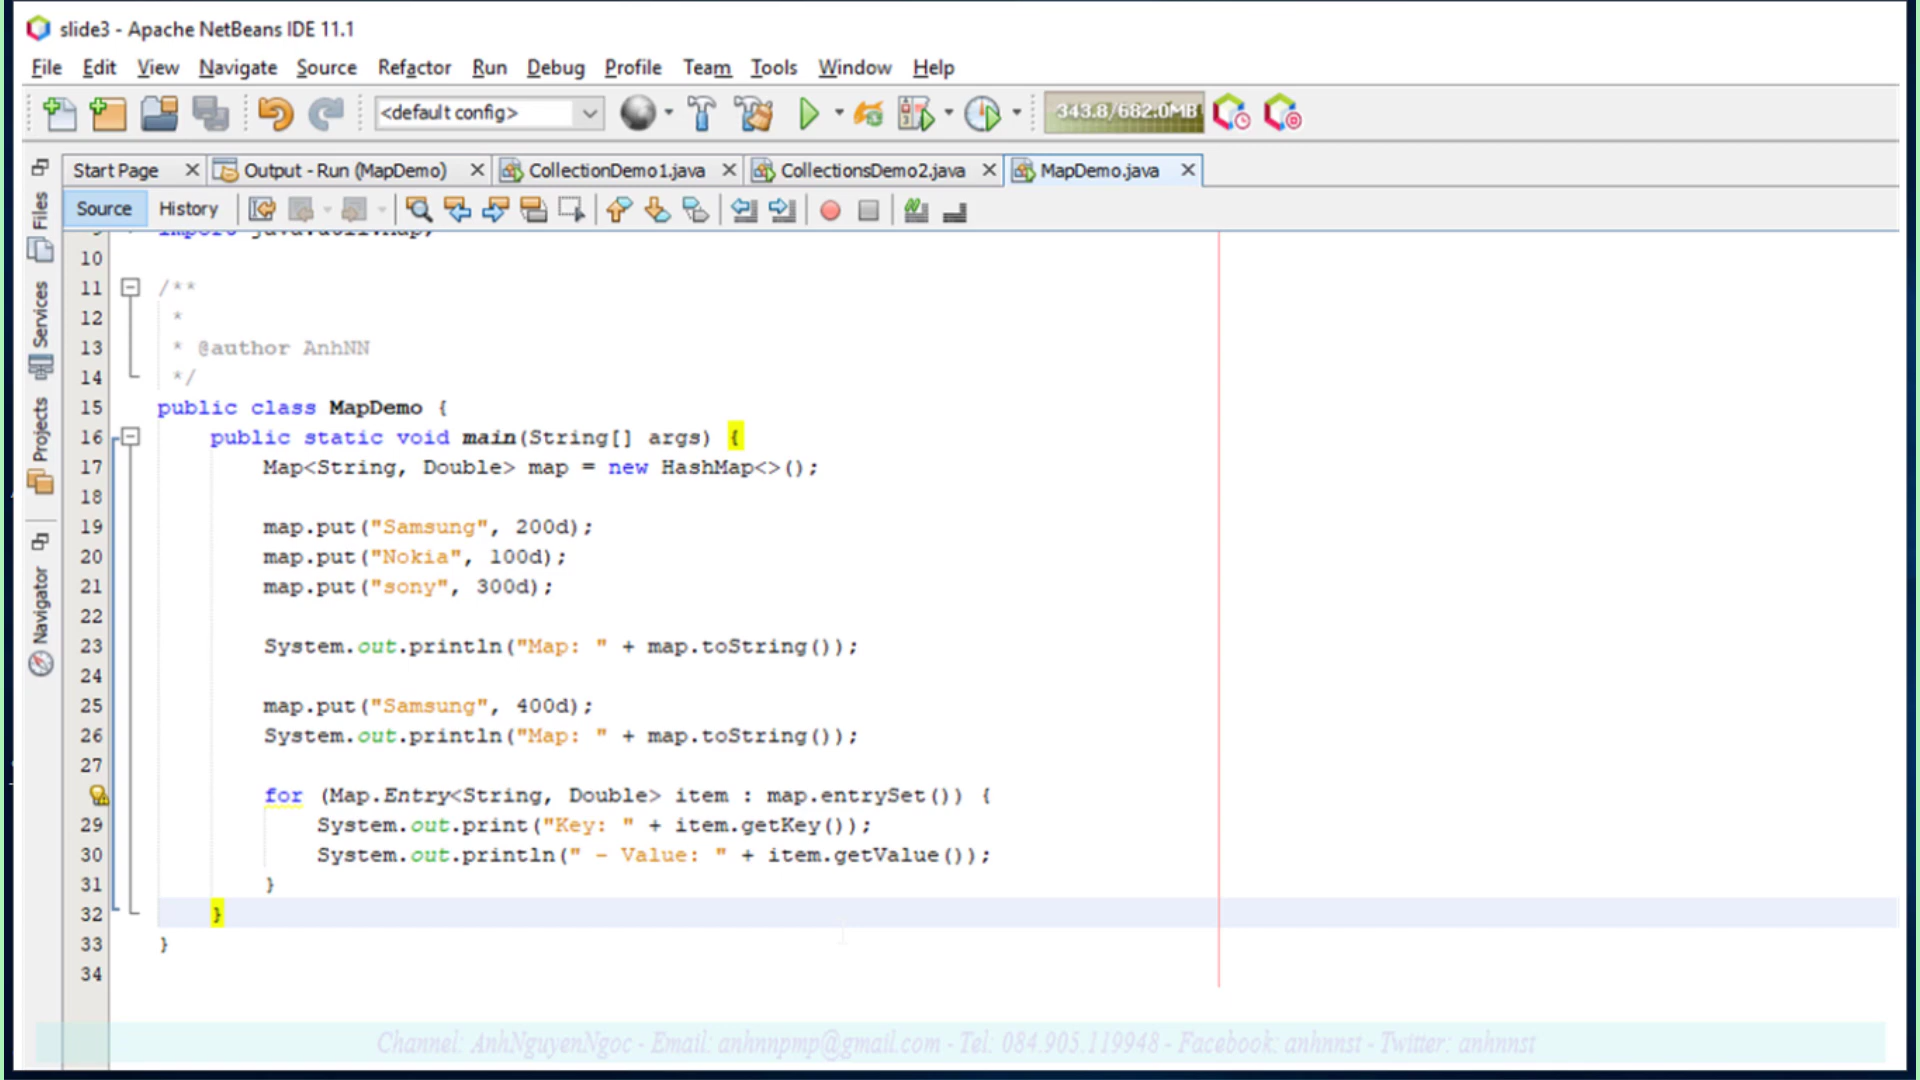 slide3 - Apache NetBeans IDE 11.1
File Edit View Navigate Source Refactor Run Debug Profile Team Tools Window Help
<default config>
343.8/682.0MB
Start Page
Output - Run (MapDemo)
CollectionDemo1.java
CollectionsDemo2.java
MapDemo.java
Source History
Files
Services
Projects
Navigator
9 import java.util.Map;
10
11 /**
12 *
13 * @author AnhNN
14 */
15 public class MapDemo {
16 public static void main(String[] args) {
17 Map<String, Double> map = new HashMap<>();
18
19 map.put("Samsung", 200d);
20 map.put("Nokia", 100d);
21 map.put("sony", 300d);
22
23 System.out.println("Map: " + map.toString());
24
25 map.put("Samsung", 400d);
26 System.out.println("Map: " + map.toString());
27
for (Map.Entry<String, Double> item : map.entrySet()) {
29 System.out.print("Key: " + item.getKey());
30 System.out.println(" - Value: " + item.getValue());
31 }
32 }
33 }
34
Channel: AnhNguyenNgoc - Email: anhnnpmp@gmail.com - Tel: 084.905.119948 - Facebook: anhnnst - Twitter: anhnnst